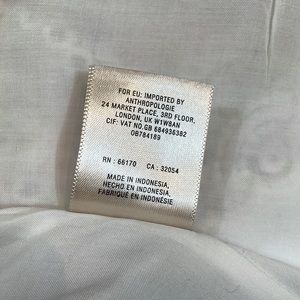 FOR EU: IMPORTED BY
ANTHROPOLOGIE
24 MARKET PLACE, 3RD FLOOR,
LONDON, UK W1W8AN
CIF: VAT NO.GB 684936382
OB784189
RN : 66170 CA : 32054
MADE IN INDONESIA,
HECHO EN INDONESIA,
FABRIQUÉ EN INDONÉSIE